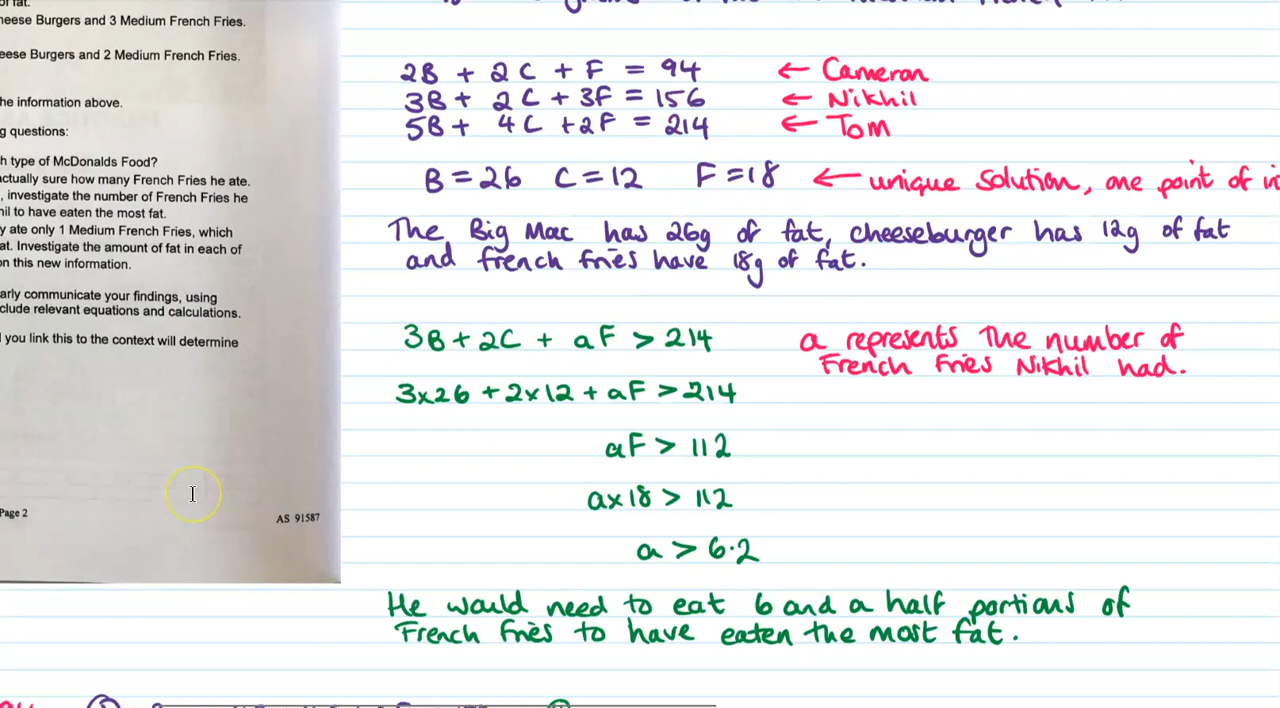 of fat.
heese Burgers and 3 Medium French Fries.
eese Burgers and 2 Medium French Fries.
he information above.
g questions:
h type of McDonalds Food?
actually sure how many French Fries he ate.
, investigate the number of French Fries he
hil to have eaten the most fat.
y ate only 1 Medium French Fries, which
at. Investigate the amount of fat in each of
on this new information.
arly communicate your findings, using
clude relevant equations and calculations.
l you link this to the context will determine
Page 2
AS 91587
2B + 2C + F = 94 ← Cameron
3B + 2C + 3F = 156 ← Nikhil
5B + 4C + 2F = 214 ← Tom
B = 26 C = 12 F = 18 ← unique solution, one point of in
The Big Mac has 26g of fat, cheeseburger has 12g of fat
and french fries have 18g of fat.
3B + 2C + aF > 214 a represents the number of
French Fries Nikhil had.
3x26 + 2x12 + aF > 214
aF > 112
ax18 > 112
a > 6.2
He would need to eat 6 and a half portions of
French fries to have eaten the most fat.